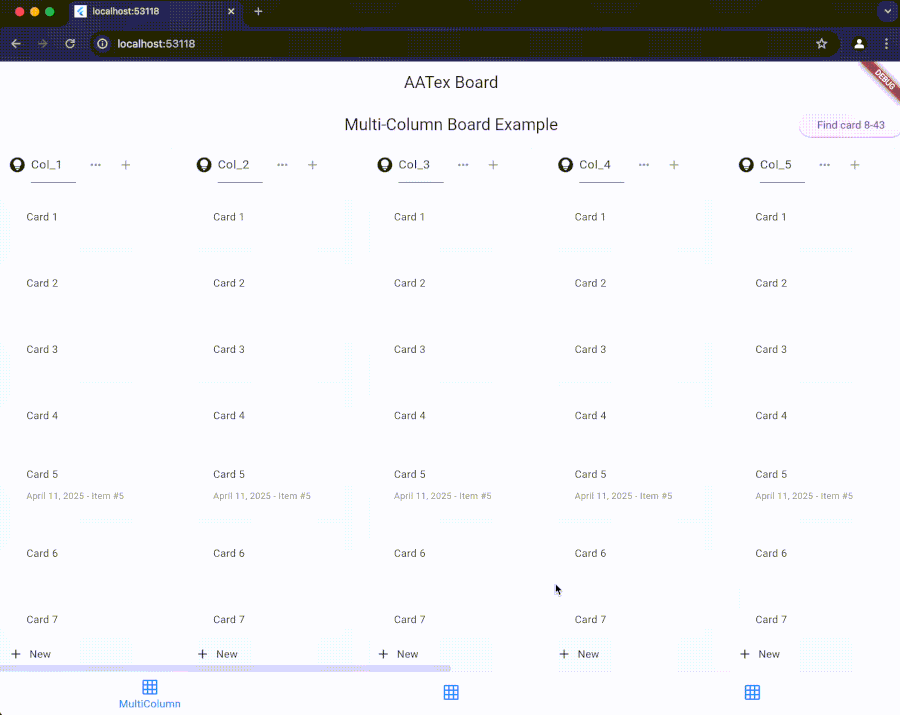 localhost:53118
localhost:53118
AATex Board
DEBUG
Multi-Column Board Example
Find card 8-43
Col_1 Col_2 Col_3 Col_4 Col_5
Card 1 Card 1 Card 1 Card 1 Card 1
Card 2 Card 2 Card 2 Card 2 Card 2
Card 3 Card 3 Card 3 Card 3 Card 3
Card 4 Card 4 Card 4 Card 4 Card 4
Card 5 Card 5 Card 5 Card 5 Card 5
April 11, 2025 - Item #5 April 11, 2025 - Item #5 April 11, 2025 - Item #5 April 11, 2025 - Item #5 April 11, 2025 - Item #5
Card 6 Card 6 Card 6 Card 6 Card 6
Card 7 Card 7 Card 7 Card 7 Card 7
+ New + New + New + New + New
MultiColumn